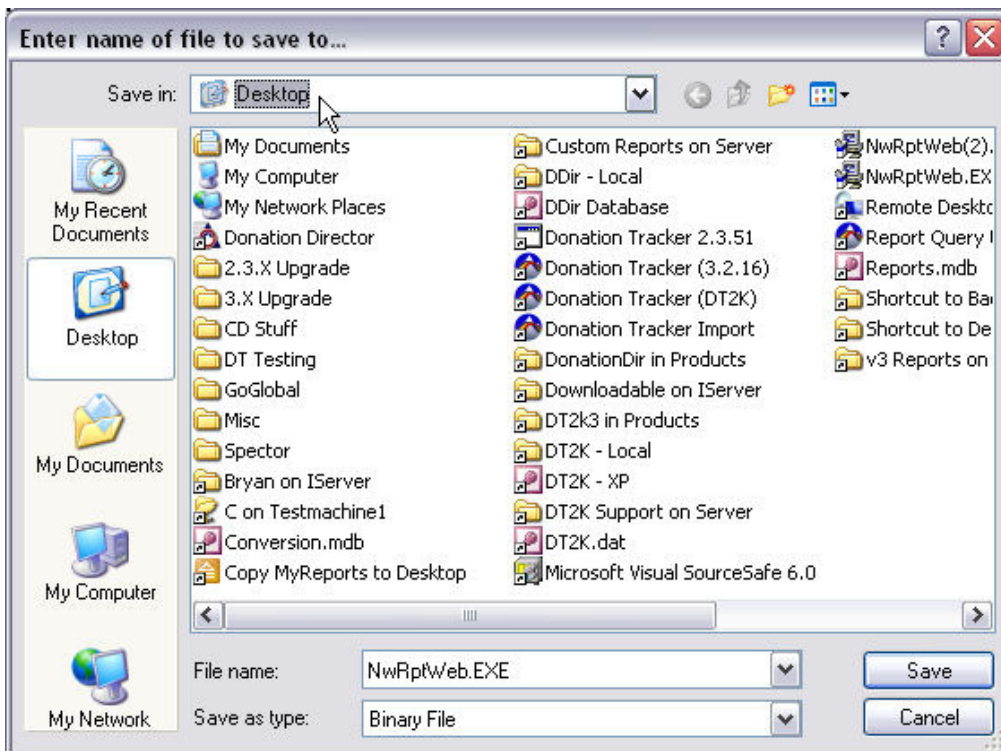 Enter name of file to save to...
Save in: Desktop
My Recent
Documents
Desktop
My Documents
My Computer
My Network
My Documents
My Computer
My Network Places
Donation Director
2.3.X Upgrade
3.X Upgrade
CD Stuff
DT Testing
GoGlobal
Misc
Spector
Bryan on IServer
C on Testmachine1
Conversion.mdb
Copy MyReports to Desktop
Custom Reports on Server
DDir - Local
DDir Database
Donation Tracker 2.3.51
Donation Tracker (3.2.16)
Donation Tracker (DT2K)
Donation Tracker Import
DonationDir in Products
Downloadable on IServer
DT2k3 in Products
DT2K - Local
DT2K - XP
DT2K Support on Server
DT2K.dat
Microsoft Visual SourceSafe 6.0
NwRptWeb(2).
NwRptWeb.EX
Remote Deskto
Report Query
Reports.mdb
Shortcut to Ba
Shortcut to De
v3 Reports on
File name: NwRptWeb.EXE Save
Save as type: Binary File Cancel